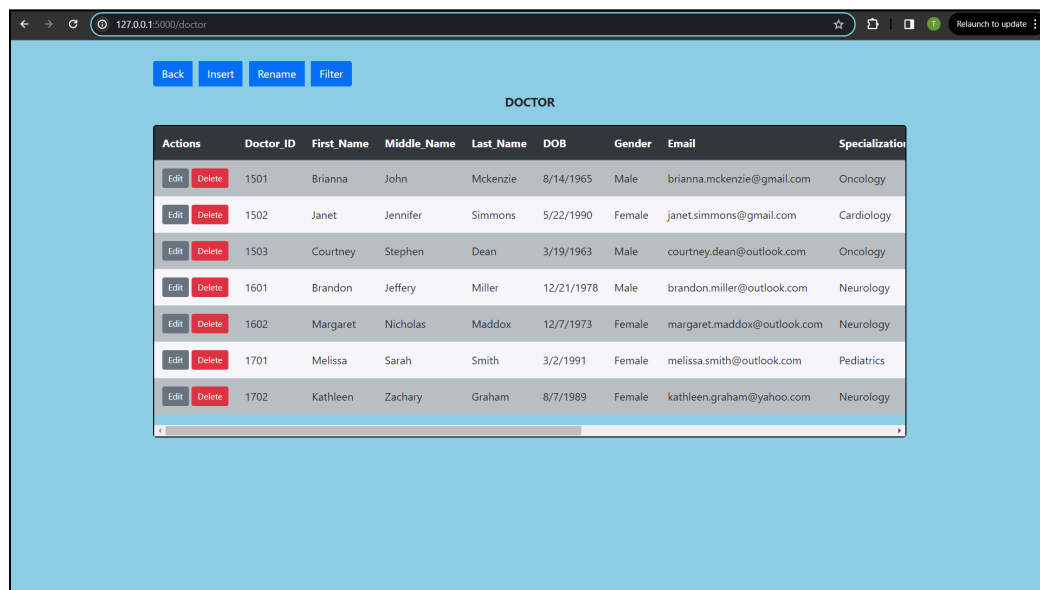 127.0.0.1:5000/doctor
T
Relaunch to update
Back Insert Rename Filter
DOCTOR
Actions Doctor_ID First_Name Middle_Name Last_Name DOB Gender Email Specialization
Edit Delete 1501 Brianna John Mckenzie 8/14/1965 Male brianna.mckenzie@gmail.com Oncology
Edit Delete 1502 Janet Jennifer Simmons 5/22/1990 Female janet.simmons@gmail.com Cardiology
Edit Delete 1503 Courtney Stephen Dean 3/19/1963 Male courtney.dean@outlook.com Oncology
Edit Delete 1601 Brandon Jeffery Miller 12/21/1978 Male brandon.miller@outlook.com Neurology
Edit Delete 1602 Margaret Nicholas Maddox 12/7/1973 Female margaret.maddox@outlook.com Neurology
Edit Delete 1701 Melissa Sarah Smith 3/2/1991 Female melissa.smith@outlook.com Pediatrics
Edit Delete 1702 Kathleen Zachary Graham 8/7/1989 Female kathleen.graham@yahoo.com Neurology